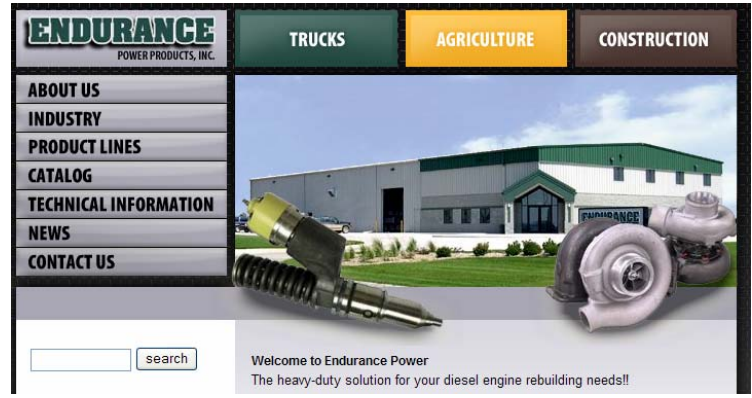 ENDURANCE
POWER PRODUCTS, INC.
TRUCKS
AGRICULTURE
CONSTRUCTION
ABOUT US
INDUSTRY
PRODUCT LINES
CATALOG
TECHNICAL INFORMATION
NEWS
CONTACT US
ENDURANCE
search
Welcome to Endurance Power
The heavy-duty solution for your diesel engine rebuilding needs!!